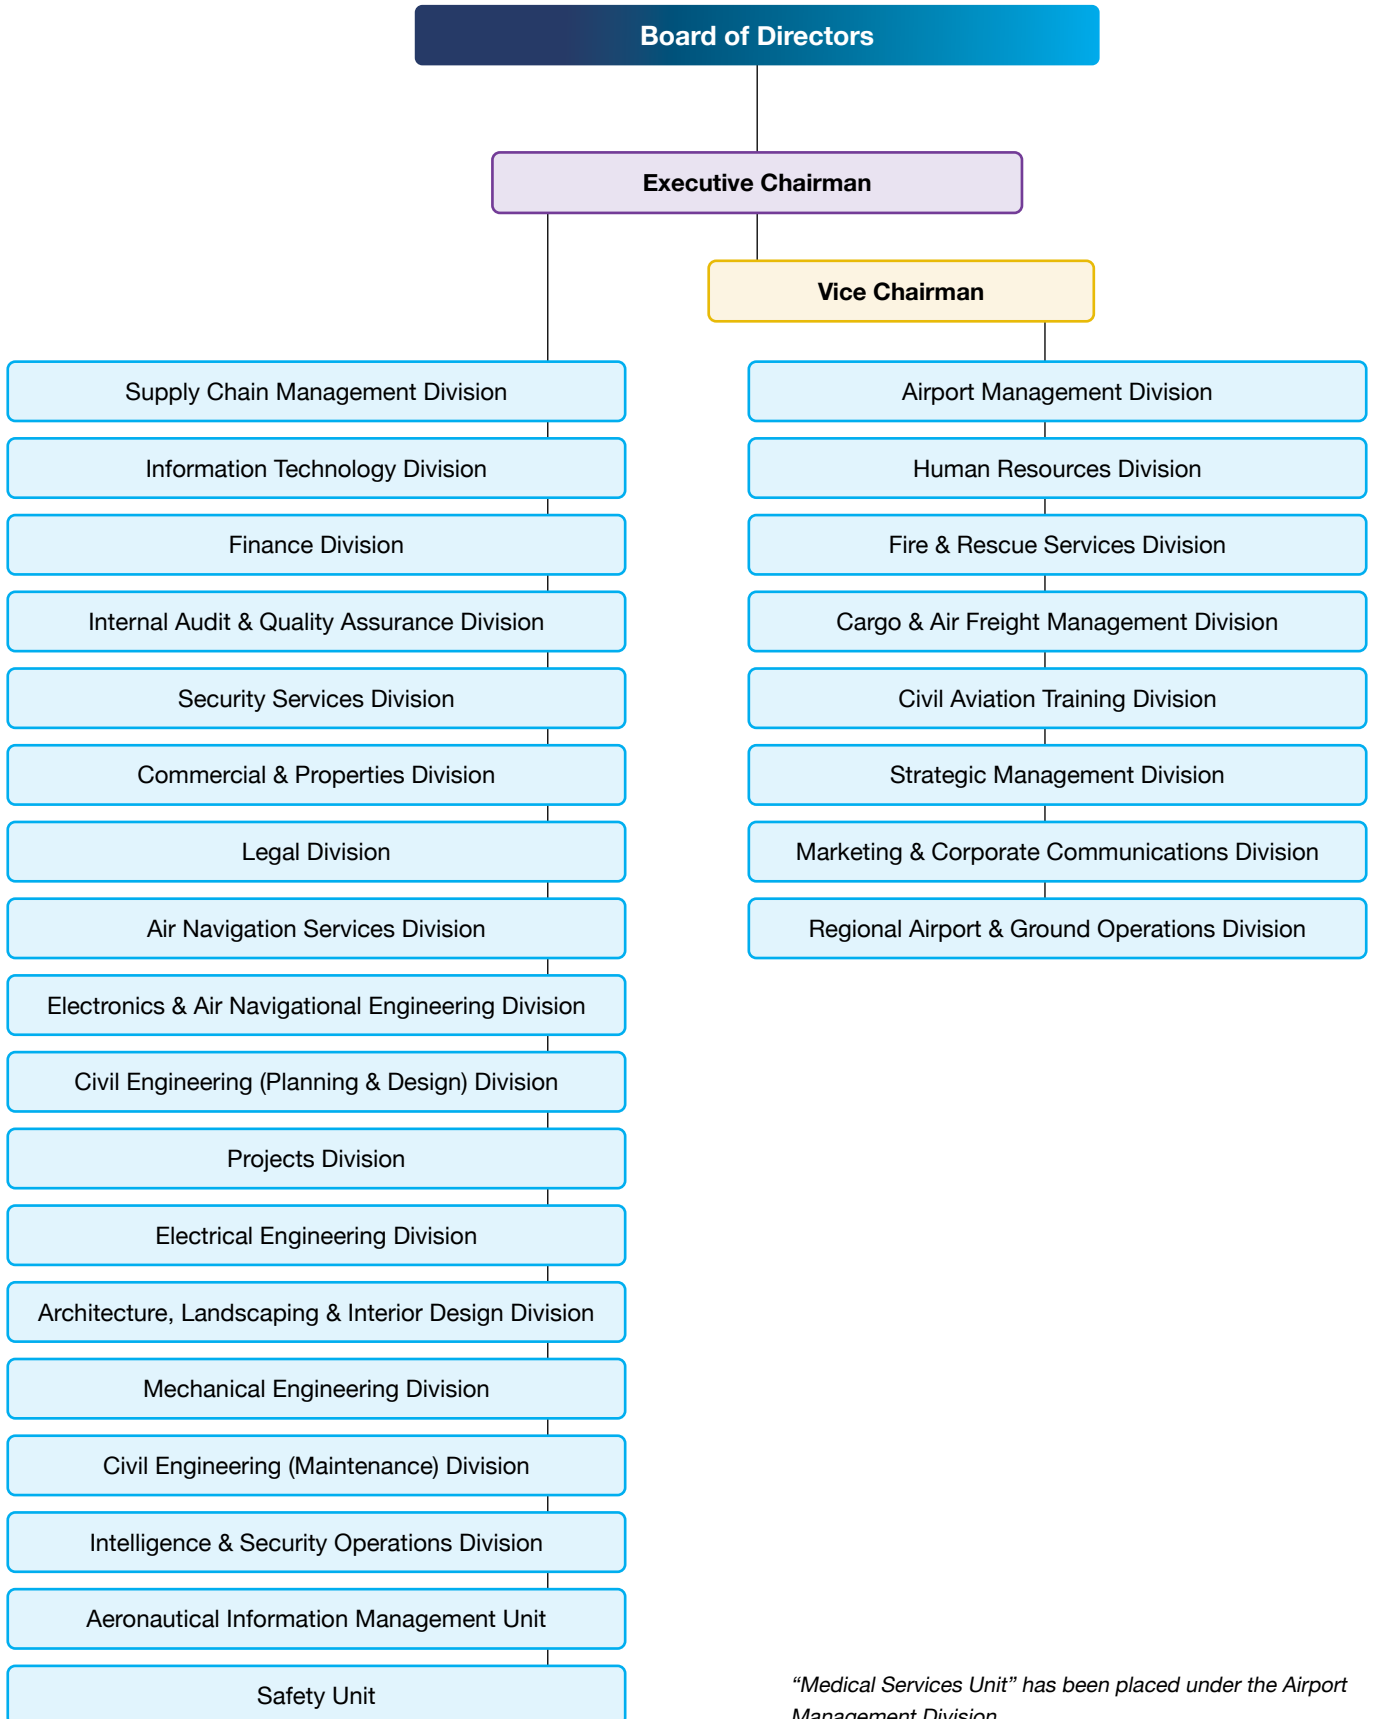 Board of Directors
Executive Chairman
Vice Chairman
Supply Chain Management Division
Information Technology Division
Finance Division
Internal Audit & Quality Assurance Division
Security Services Division
Commercial & Properties Division
Legal Division
Air Navigation Services Division
Electronics & Air Navigational Engineering Division
Civil Engineering (Planning & Design) Division
Projects Division
Electrical Engineering Division
Architecture, Landscaping & Interior Design Division
Mechanical Engineering Division
Civil Engineering (Maintenance) Division
Intelligence & Security Operations Division
Aeronautical Information Management Unit
Safety Unit
Airport Management Division
Human Resources Division
Fire & Rescue Services Division
Cargo & Air Freight Management Division
Civil Aviation Training Division
Strategic Management Division
Marketing & Corporate Communications Division
Regional Airport & Ground Operations Division
“Medical Services Unit” has been placed under the Airport
Management Division